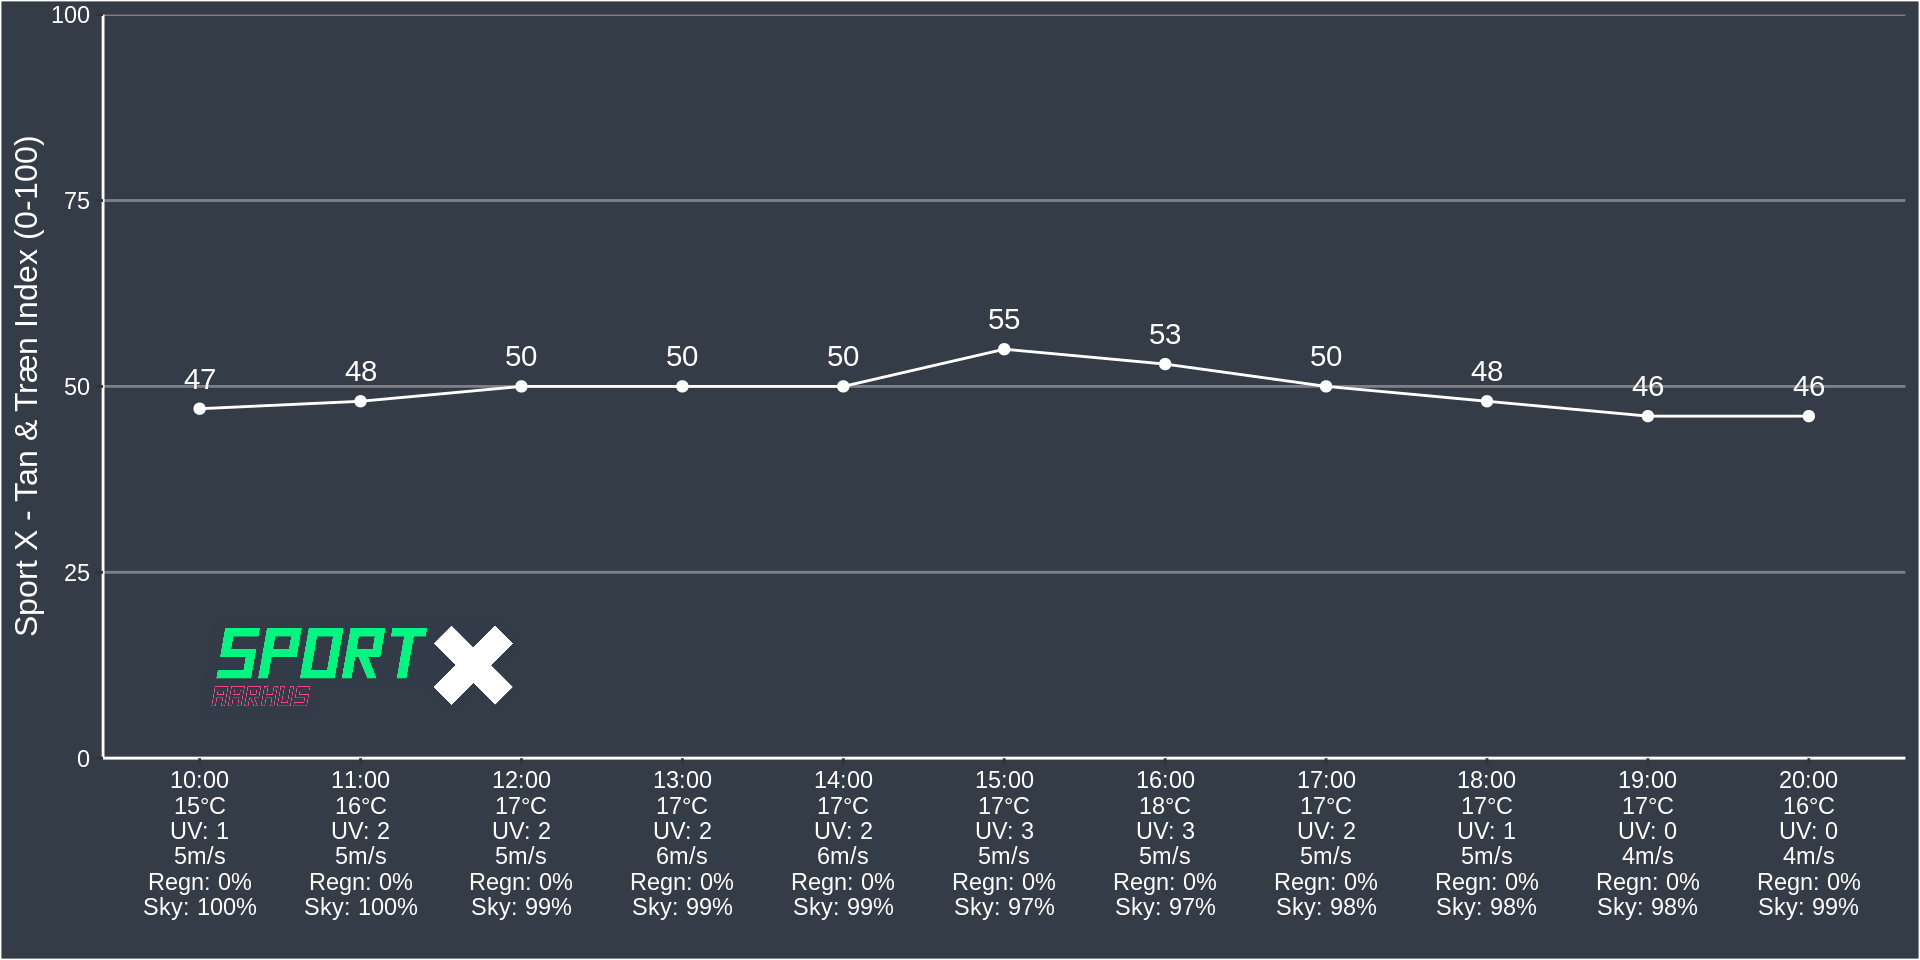 Sport X - Tan & Træn Index (0-100)
100
75
50
25
0
47
48
50
50
50
55
53
50
48
46
46
SPORT X
AARHUS
10:00 11:00 12:00 13:00 14:00 15:00 16:00 17:00 18:00 19:00 20:00
15°C 16°C 17°C 17°C 17°C 17°C 18°C 17°C 17°C 17°C 16°C
UV: 1 UV: 2 UV: 2 UV: 2 UV: 2 UV: 3 UV: 3 UV: 2 UV: 1 UV: 0 UV: 0
5m/s 5m/s 5m/s 6m/s 6m/s 5m/s 5m/s 5m/s 5m/s 4m/s 4m/s
Regn: 0% Regn: 0% Regn: 0% Regn: 0% Regn: 0% Regn: 0% Regn: 0% Regn: 0% Regn: 0% Regn: 0% Regn: 0%
Sky: 100% Sky: 100% Sky: 99% Sky: 99% Sky: 99% Sky: 97% Sky: 97% Sky: 98% Sky: 98% Sky: 98% Sky: 99%